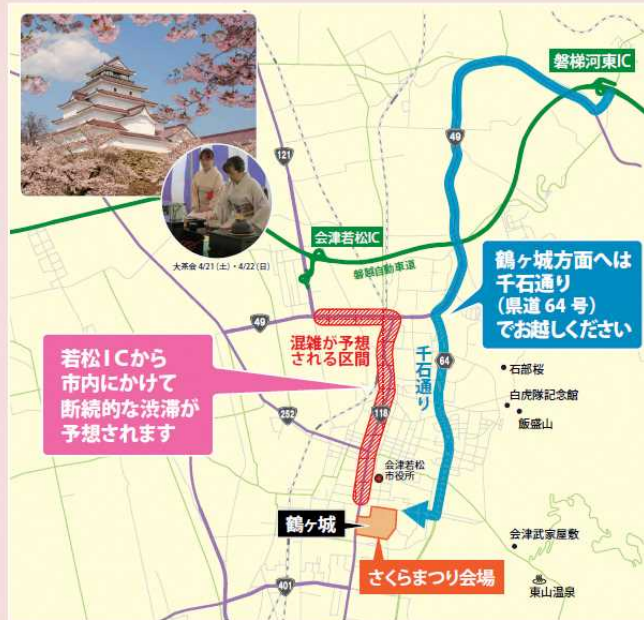 磐梯河東IC
49
121
会津若松IC
大茶会 4/21(土)・4/22(日)
磐越自動車道
鶴ヶ城方面へは
千石通り
(県道64号)
でお越しください
49
混雑が予想
される区間
千石通り
64
若松ICから
市内にかけて
断続的な渋滞が
予想されます
石部桜
白虎隊記念館
飯盛山
252
118
会津若松
市役所
鶴ヶ城
さくらまつり会場
会津武家屋敷
東山温泉
401